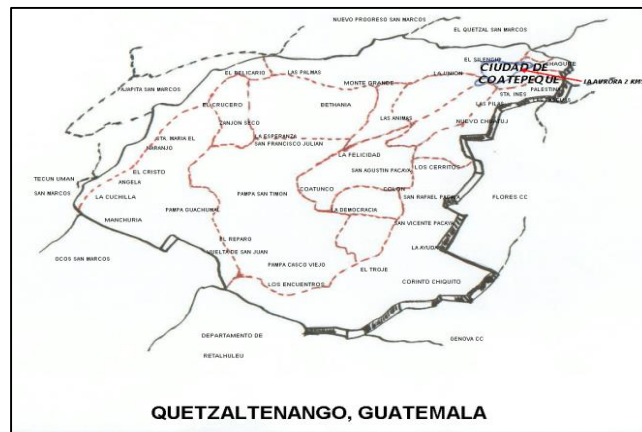 NUEVO PROGRESO SAN MARCOS
EL QUETZAL SAN MARCOS
EL SILENCIO
CIUDAD DE
COATEPEQUE
LA UNION
LA AURORA 2 KM
PALESTINA
STA. INES
LAS PILAS
EL BELICARIO
LAS PALMAS
MONTE GRANDE
PAJAPITA SAN MARCOS
EL CRUCERO
BETHANIA
ZANJON SECO
LAS ANIMAS
NUEVO CHUATUJ
STA. MARIA EL
NARANJO
LA ESPERANZA
SAN FRANCISCO JULIAN
LA FELICIDAD
EL CRISTO
SAN AGUSTIN PACAYA
LOS CERRITOS
TECUN UMAN
SAN MARCOS
ANGELA
LA CUCHILLA
PAMPA SAN TIMON
COATUNCO
COLON
SAN RAFAEL PACAYA
FLORES CC
MANCHURIA
PAMPA GUACHUMAL
LA DEMOCRACIA
SAN VICENTE PACAYA
EL REPARO
VUELTA DE SAN JUAN
LA AYUDA
OCOS SAN MARCOS
PAMPA CASCO VIEJO
EL TROJE
LOS ENCUENTROS
CORINTO CHIQUITO
DEPARTAMENTO DE
RETALHULEU
GENOVA CC
QUETZALTENANGO, GUATEMALA